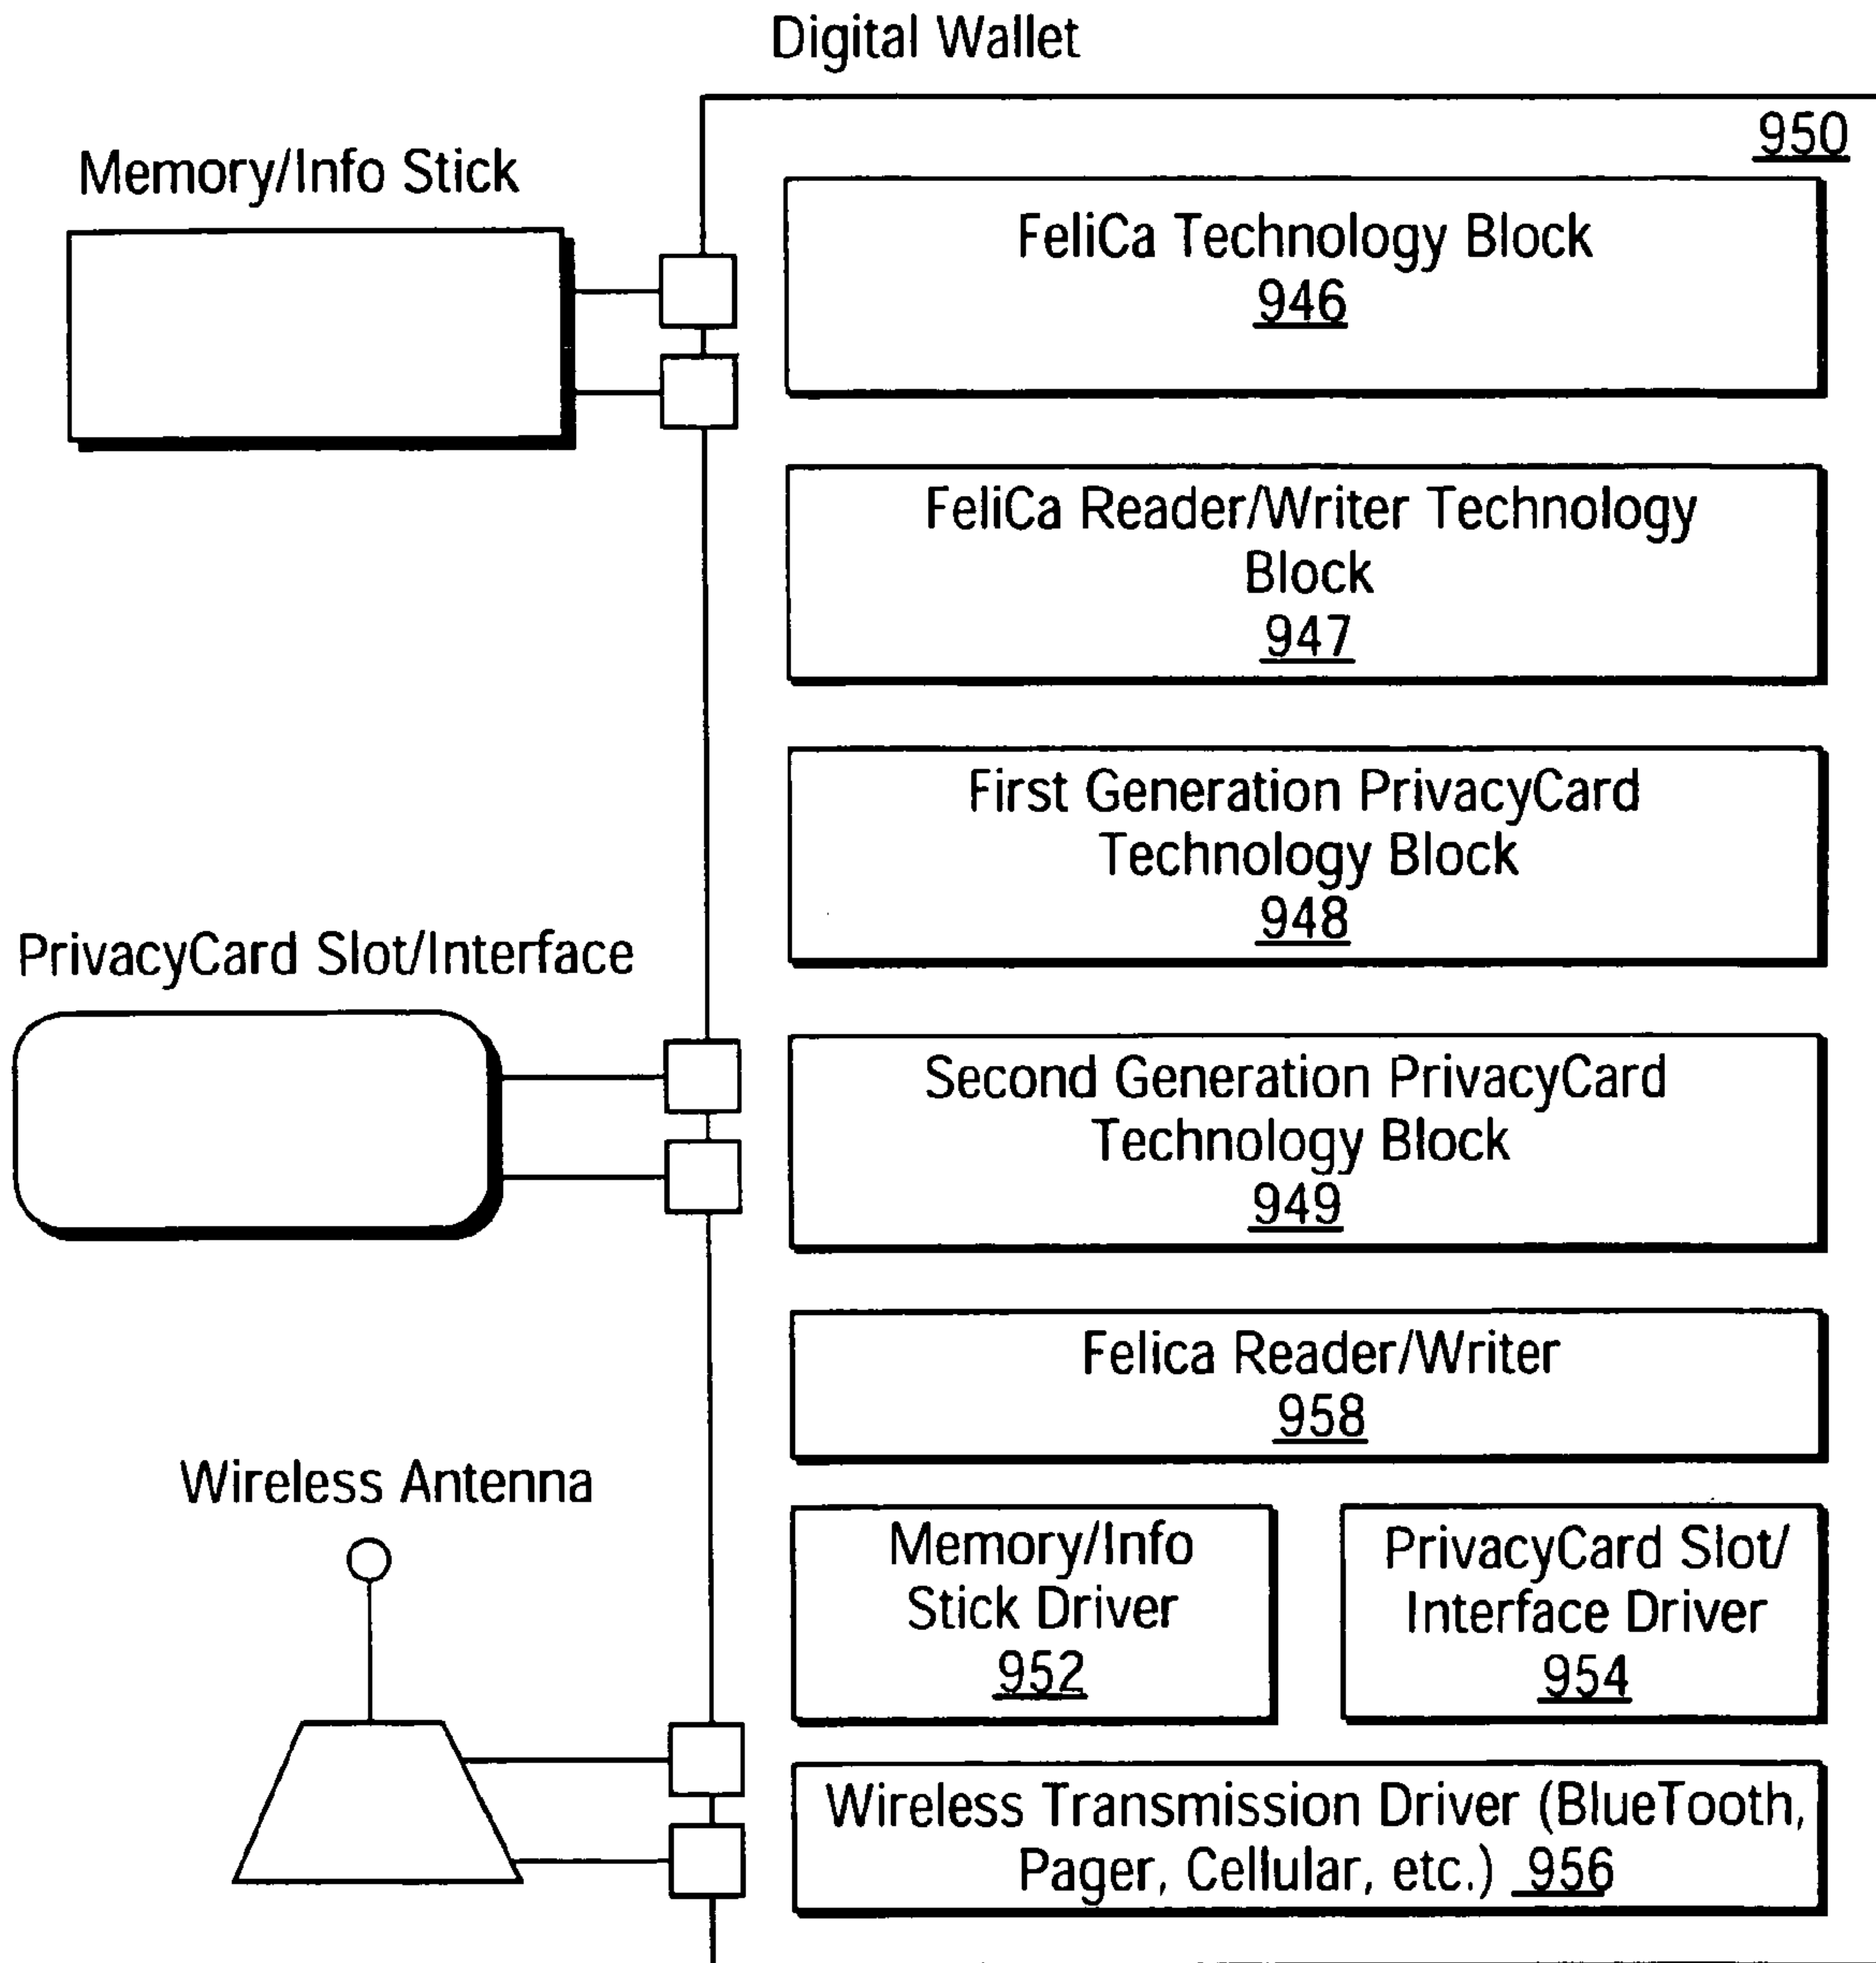 Digital Wallet
950
Memory/Info Stick
FeliCa Technology Block
946
FeliCa Reader/Writer Technology
Block
947
First Generation PrivacyCard
Technology Block
948
PrivacyCard Slot/Interface
Second Generation PrivacyCard
Technology Block
949
Felica Reader/Writer
958
Wireless Antenna
Memory/Info
Stick Driver
952
PrivacyCard Slot/
Interface Driver
954
Wireless Transmission Driver (BlueTooth,
Pager, Cellular, etc.) 956